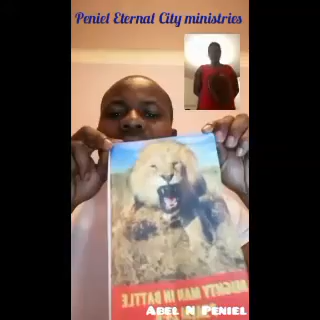 Peniel Eternal City ministries
MIGHTY MAN IN BATTLE
Abel N Peniel